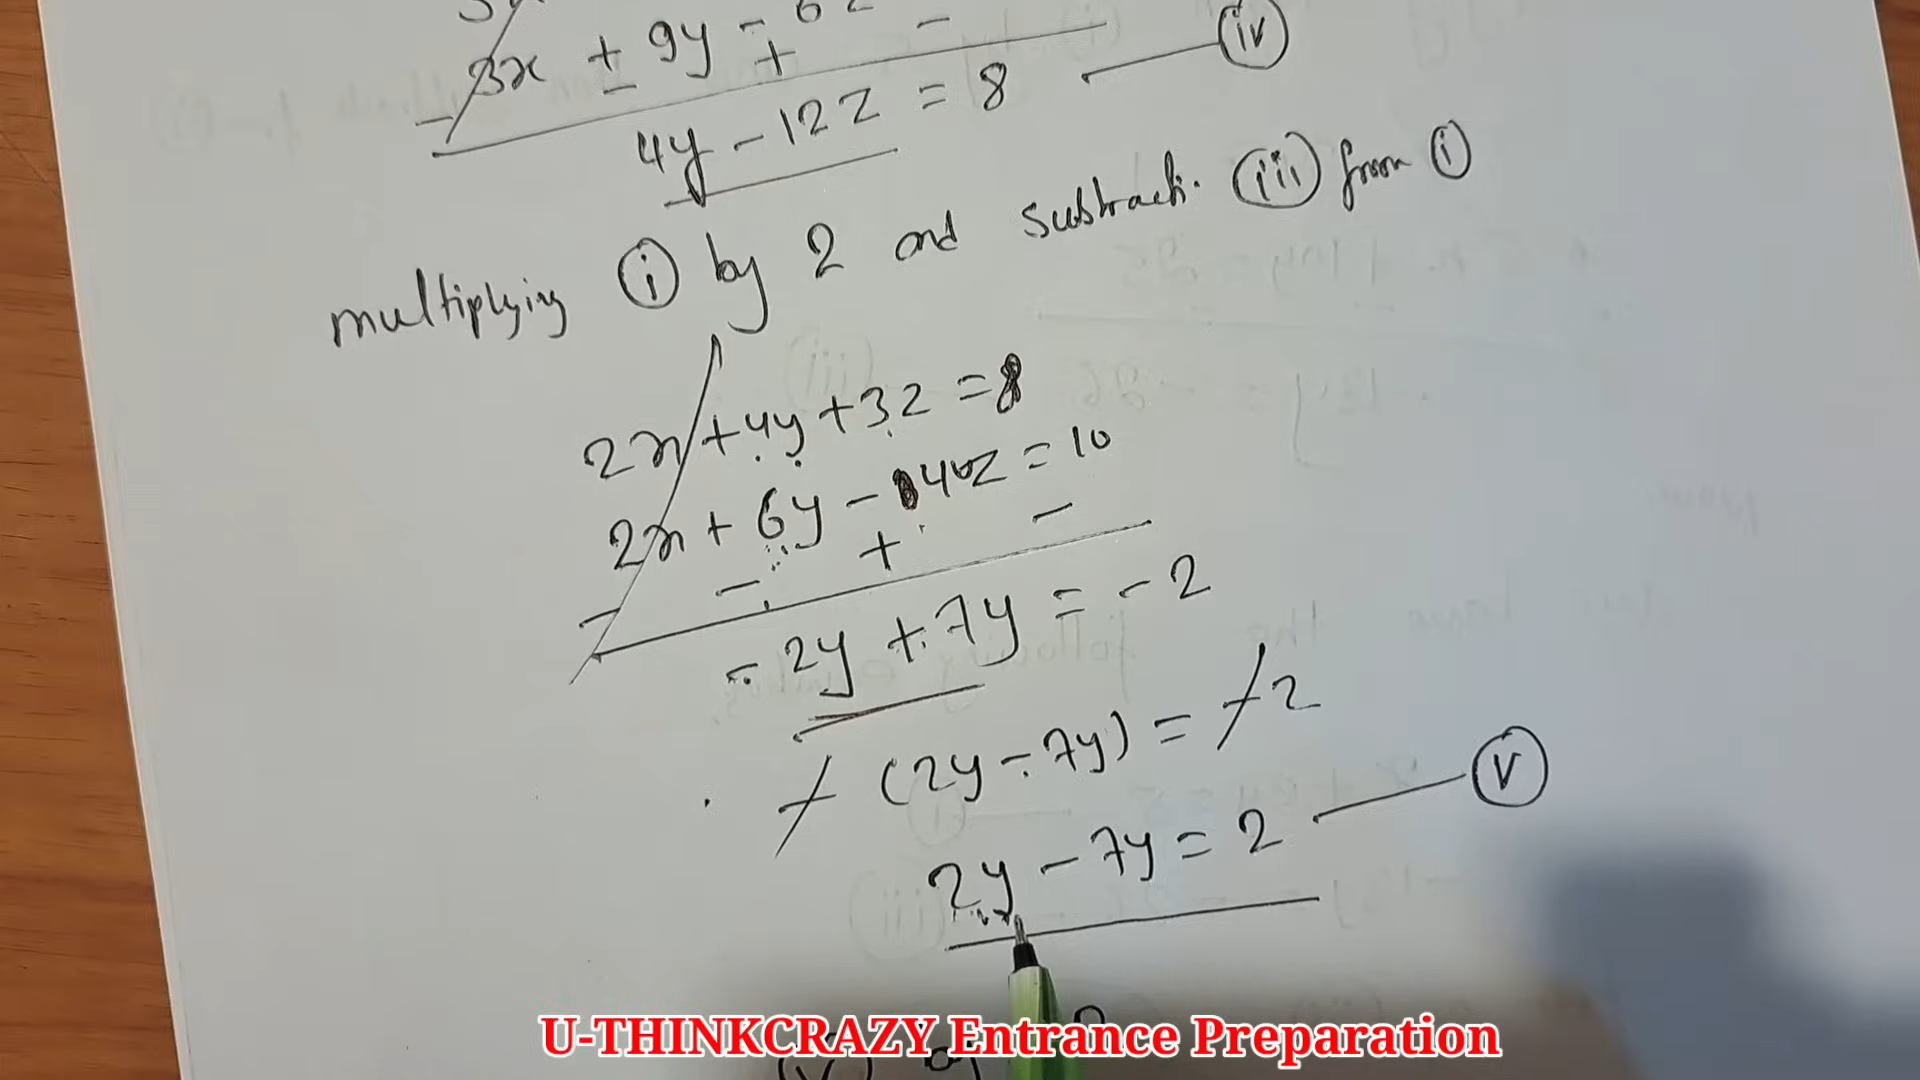 3x + 9y - 6z
- - + -
4y - 12z = 8 (iv)
multiplying (i) by 2 and subtract. (iii) from (i)
2x + 4y + 3z = 8
2x + 6y - 4z = 10
- - + -
- 2y + 7y = - 2
- (2y - 7y) = - 2
2y - 7y = 2 (v)
U-THINKCRAZY Entrance Preparation